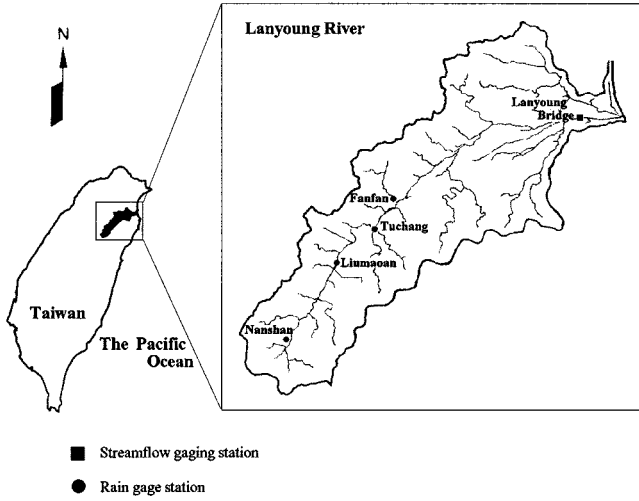 N
Lanyoung River
Lanyoung
Bridge
Fanfan
Tuchang
Liumaoan
Nanshan
Taiwan
The Pacific
Ocean
Streamflow gaging station
Rain gage station